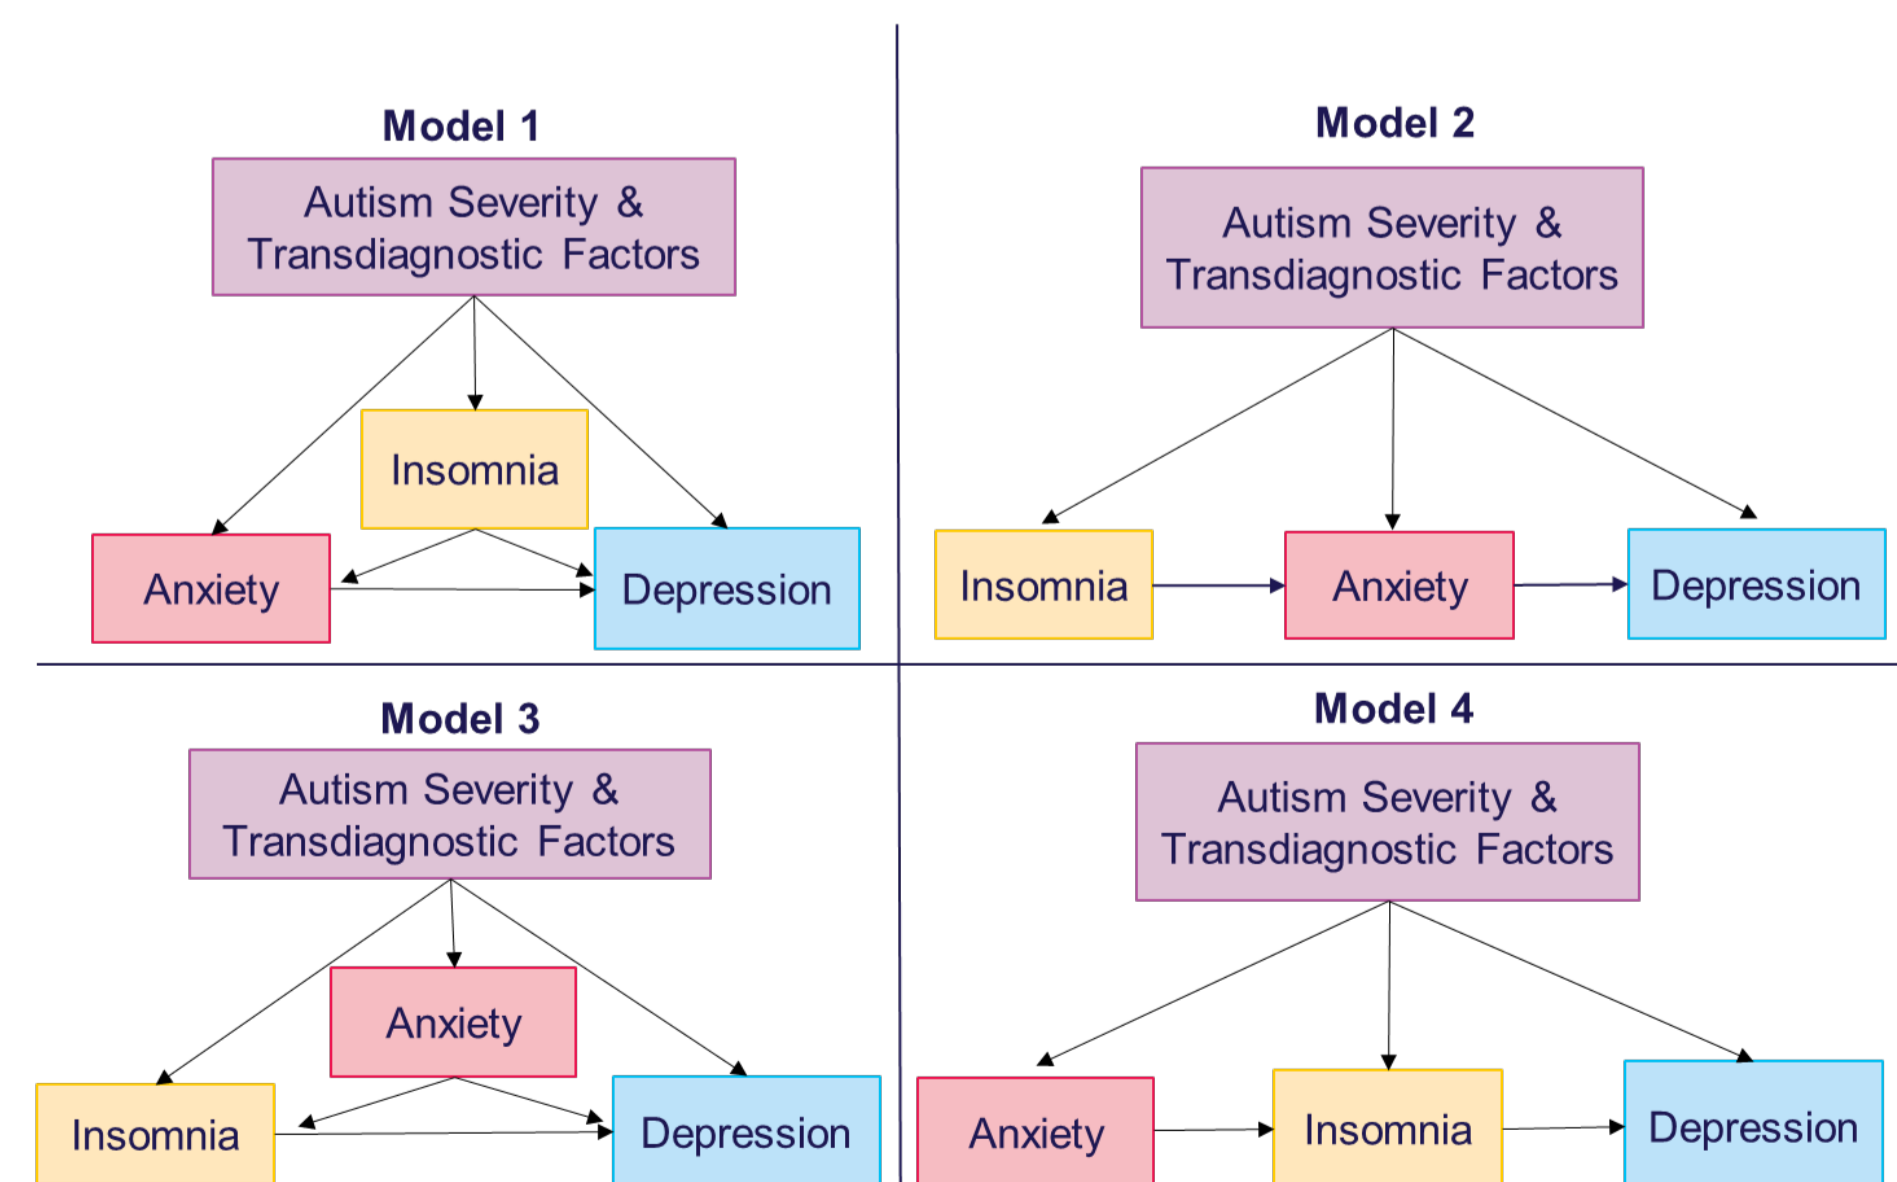 Model 1
Autism Severity &
Transdiagnostic Factors
Insomnia
Anxiety
Depression
Model 2
Autism Severity &
Transdiagnostic Factors
Insomnia
Anxiety
Depression
Model 3
Autism Severity &
Transdiagnostic Factors
Anxiety
Insomnia
Depression
Model 4
Autism Severity &
Transdiagnostic Factors
Anxiety
Insomnia
Depression